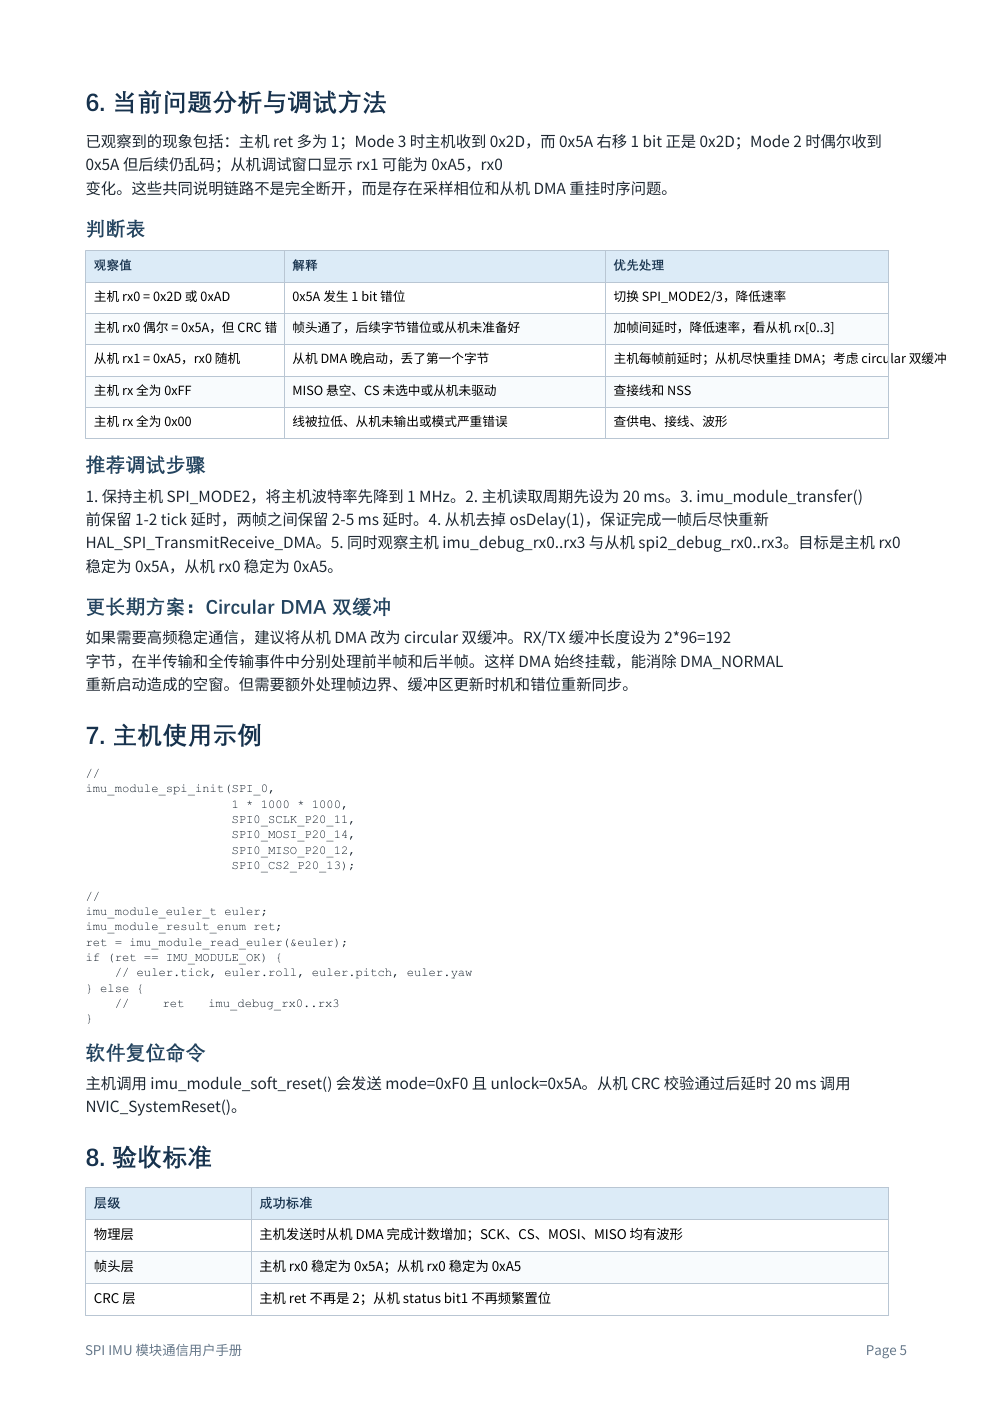 6. 当前问题分析与调试方法
已观察到的现象包括：主机 ret 多为 1；Mode 3 时主机收到 0x2D，而 0x5A 右移 1 bit 正是 0x2D；Mode 2 时偶尔收到
0x5A 但后续仍乱码；从机调试窗口显示 rx1 可能为 0xA5，rx0
变化。这些共同说明链路不是完全断开，而是存在采样相位和从机 DMA 重挂时序问题。
判断表
观察值 解释 优先处理
主机 rx0 = 0x2D 或 0xAD 0x5A 发生 1 bit 错位 切换 SPI_MODE2/3，降低速率
主机 rx0 偶尔 = 0x5A，但 CRC 错 帧头通了，后续字节错位或从机未准备好 加帧间延时，降低速率，看从机 rx[0..3]
从机 rx1 = 0xA5，rx0 随机 从机 DMA 晚启动，丢了第一个字节 主机每帧前延时；从机尽快重挂 DMA；考虑 circular 双缓冲
主机 rx 全为 0xFF MISO 悬空、CS 未选中或从机未驱动 查接线和 NSS
主机 rx 全为 0x00 线被拉低、从机未输出或模式严重错误 查供电、接线、波形
推荐调试步骤
1. 保持主机 SPI_MODE2，将主机波特率先降到 1 MHz。2. 主机读取周期先设为 20 ms。3. imu_module_transfer()
前保留 1-2 tick 延时，两帧之间保留 2-5 ms 延时。4. 从机去掉 osDelay(1)，保证完成一帧后尽快重新
HAL_SPI_TransmitReceive_DMA。5. 同时观察主机 imu_debug_rx0..rx3 与从机 spi2_debug_rx0..rx3。目标是主机 rx0
稳定为 0x5A，从机 rx0 稳定为 0xA5。
更长期方案：Circular DMA 双缓冲
如果需要高频稳定通信，建议将从机 DMA 改为 circular 双缓冲。RX/TX 缓冲长度设为 2*96=192
字节，在半传输和全传输事件中分别处理前半帧和后半帧。这样 DMA 始终挂载，能消除 DMA_NORMAL
重新启动造成的空窗。但需要额外处理帧边界、缓冲区更新时机和错位重新同步。
7. 主机使用示例
//
imu_module_spi_init(SPI_0,
1 * 1000 * 1000,
SPI0_SCLK_P20_11,
SPI0_MOSI_P20_14,
SPI0_MISO_P20_12,
SPI0_CS2_P20_13);
//
imu_module_euler_t euler;
imu_module_result_enum ret;
ret = imu_module_read_euler(&euler);
if (ret == IMU_MODULE_OK) {
// euler.tick, euler.roll, euler.pitch, euler.yaw
} else {
// ret imu_debug_rx0..rx3
}
软件复位命令
主机调用 imu_module_soft_reset() 会发送 mode=0xF0 且 unlock=0x5A。从机 CRC 校验通过后延时 20 ms 调用
NVIC_SystemReset()。
8. 验收标准
层级 成功标准
物理层 主机发送时从机 DMA 完成计数增加；SCK、CS、MOSI、MISO 均有波形
帧头层 主机 rx0 稳定为 0x5A；从机 rx0 稳定为 0xA5
CRC 层 主机 ret 不再是 2；从机 status bit1 不再频繁置位
SPI IMU 模块通信用户手册 Page 5